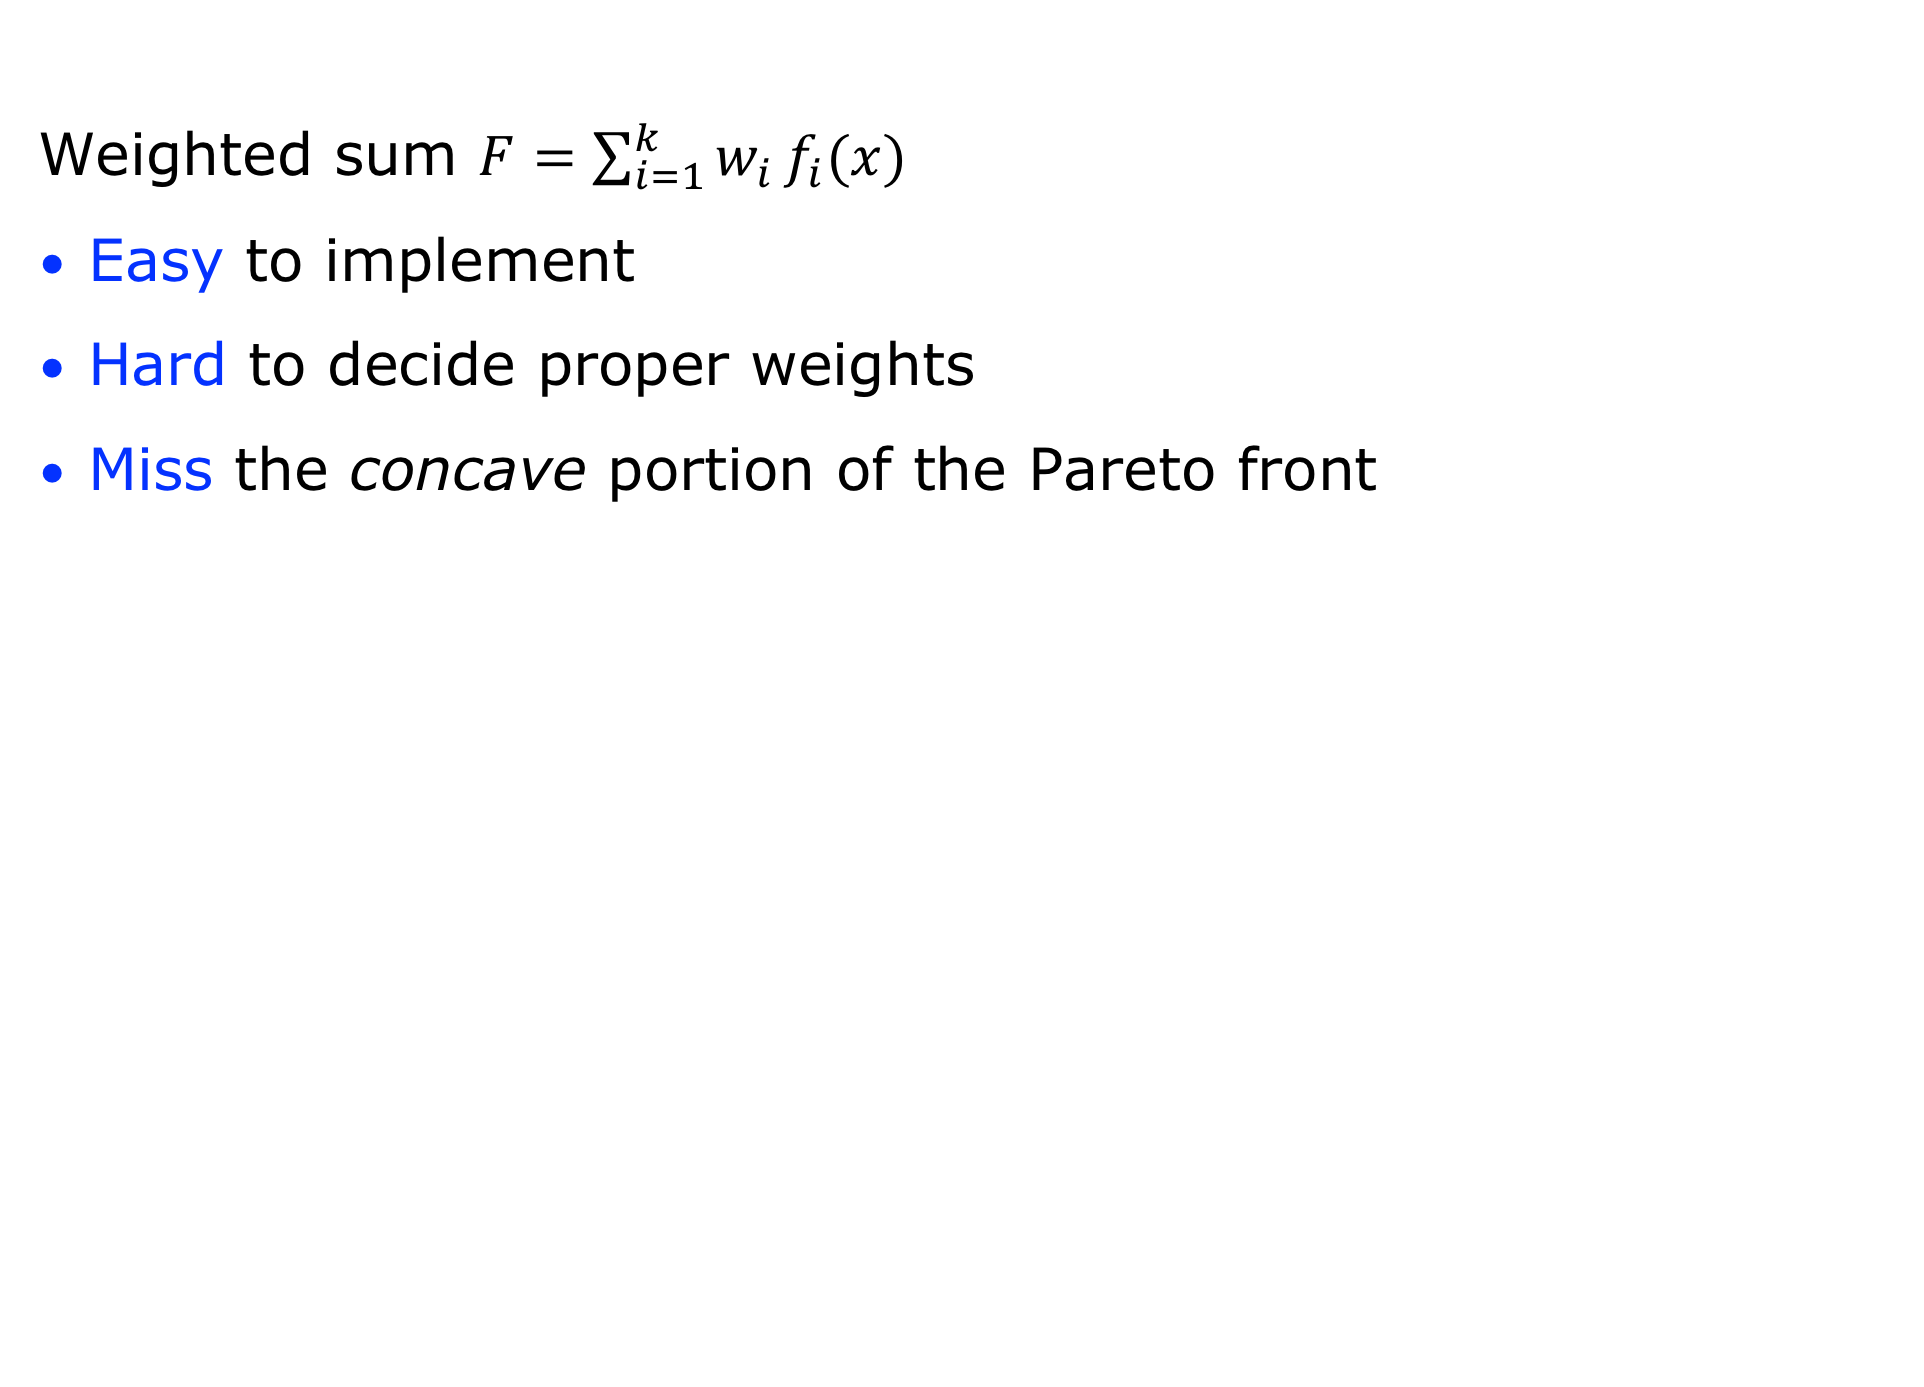 Weighted sum $F = \sum_{i=1}^{k} w_i f_i(x)$
• Easy to implement
• Hard to decide proper weights
• Miss the concave portion of the Pareto front